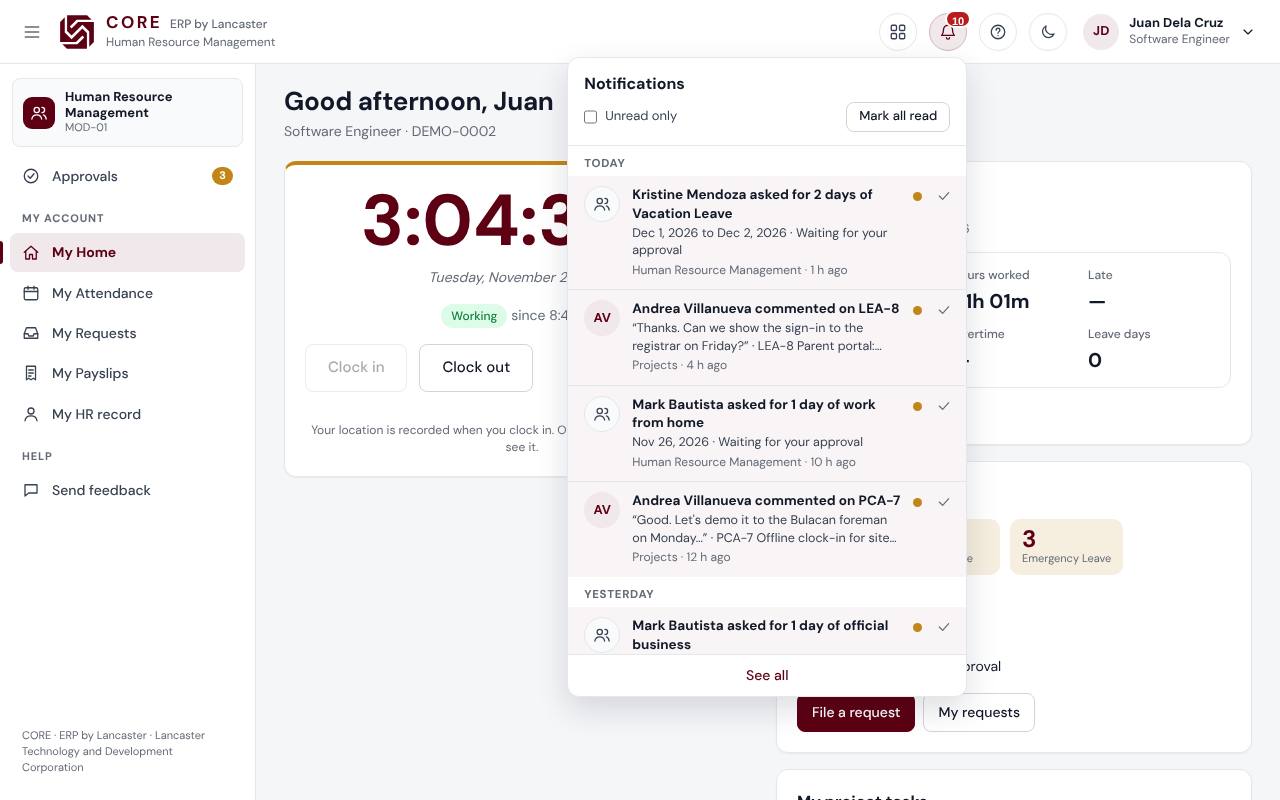 CORE ERP by Lancaster
Human Resource Management
10
JD
Juan Dela Cruz
Software Engineer
Human Resource
Management
MOD-01
Approvals 3
MY ACCOUNT
My Home
My Attendance
My Requests
My Payslips
My HR record
HELP
Send feedback
CORE · ERP by Lancaster · Lancaster
Technology and Development
Corporation
Good afternoon, Juan
Software Engineer · DEMO-0002
3:04:3
Tuesday, November 2
Working since 8:4
Clock in Clock out
Your location is recorded when you clock in. O
see it.
Notifications
Unread only Mark all read
TODAY
Kristine Mendoza asked for 2 days of
Vacation Leave
Dec 1, 2026 to Dec 2, 2026 · Waiting for your
approval
Human Resource Management · 1 h ago
AV
Andrea Villanueva commented on LEA-8
“Thanks. Can we show the sign-in to the
registrar on Friday?” · LEA-8 Parent portal:…
Projects · 4 h ago
Mark Bautista asked for 1 day of work
from home
Nov 26, 2026 · Waiting for your approval
Human Resource Management · 10 h ago
AV
Andrea Villanueva commented on PCA-7
“Good. Let's demo it to the Bulacan foreman
on Monday…” · PCA-7 Offline clock-in for site…
Projects · 12 h ago
YESTERDAY
Mark Bautista asked for 1 day of official
business
See all
urs worked Late
1h 01m —
ertime Leave days
0
3
Emergency Leave
proval
File a request My requests